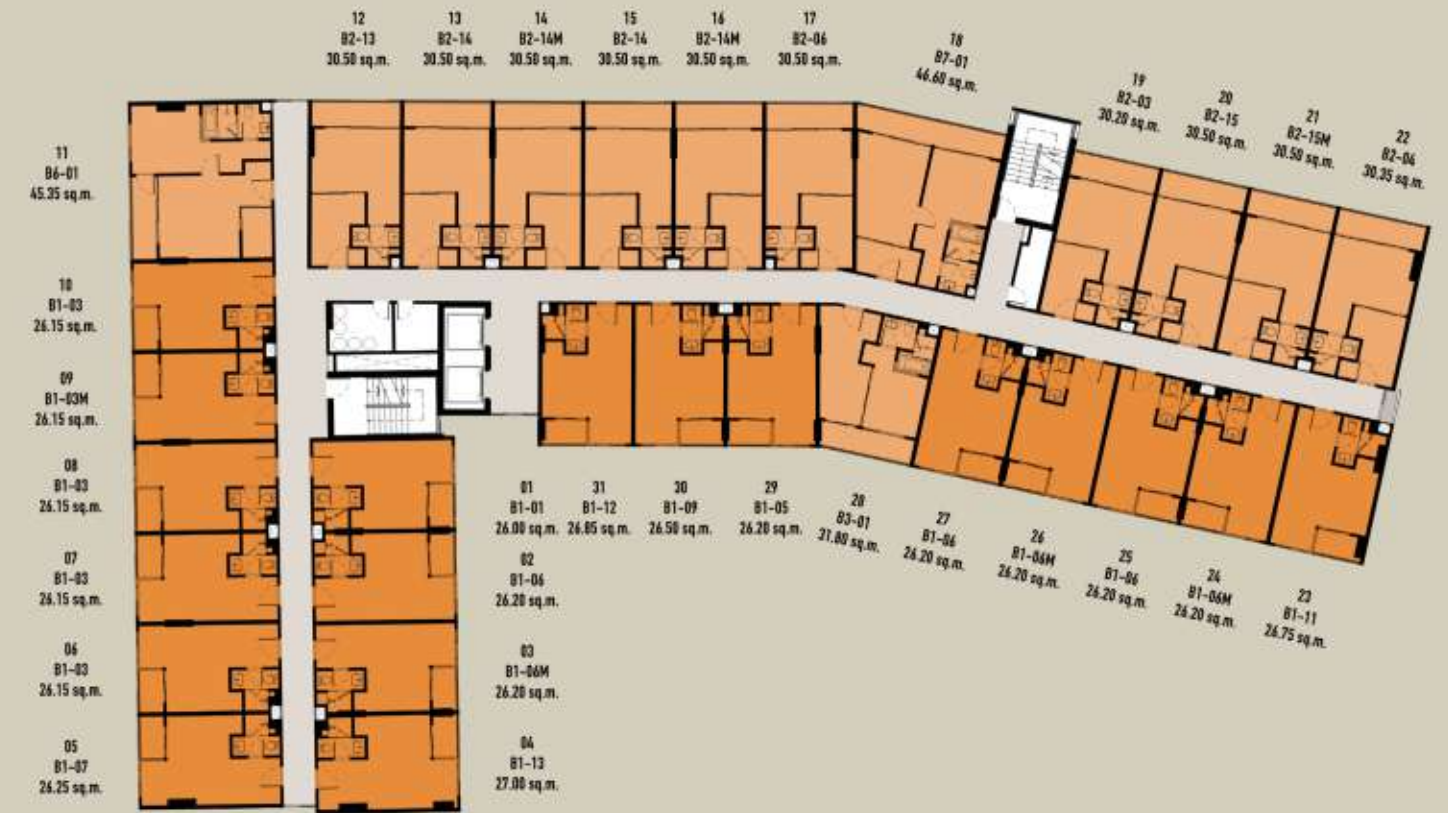 12
B2-13
30.50 sq.m.
13
B2-14
30.50 sq.m.
14
B2-14M
30.50 sq.m.
15
B2-14
30.50 sq.m.
16
B2-14M
30.50 sq.m.
17
B2-06
30.50 sq.m.
18
B7-01
46.60 sq.m.
19
B2-03
30.20 sq.m.
20
B2-15
30.50 sq.m.
21
B2-15M
30.50 sq.m.
22
B2-04
30.35 sq.m.
11
B6-01
45.35 sq.m.
10
B1-03
26.15 sq.m.
09
B1-03M
26.15 sq.m.
08
B1-03
26.15 sq.m.
07
B1-03
26.15 sq.m.
06
B1-03
26.15 sq.m.
05
B1-07
26.25 sq.m.
01
B1-01
26.00 sq.m.
31
B1-12
26.85 sq.m.
30
B1-09
26.50 sq.m.
29
B1-05
26.20 sq.m.
28
B3-01
31.80 sq.m.
27
B1-06
26.20 sq.m.
26
B1-06M
26.20 sq.m.
25
B1-06
26.20 sq.m.
24
B1-06M
26.20 sq.m.
23
B1-11
26.75 sq.m.
02
B1-06
26.20 sq.m.
03
B1-06M
26.20 sq.m.
04
B1-13
27.00 sq.m.